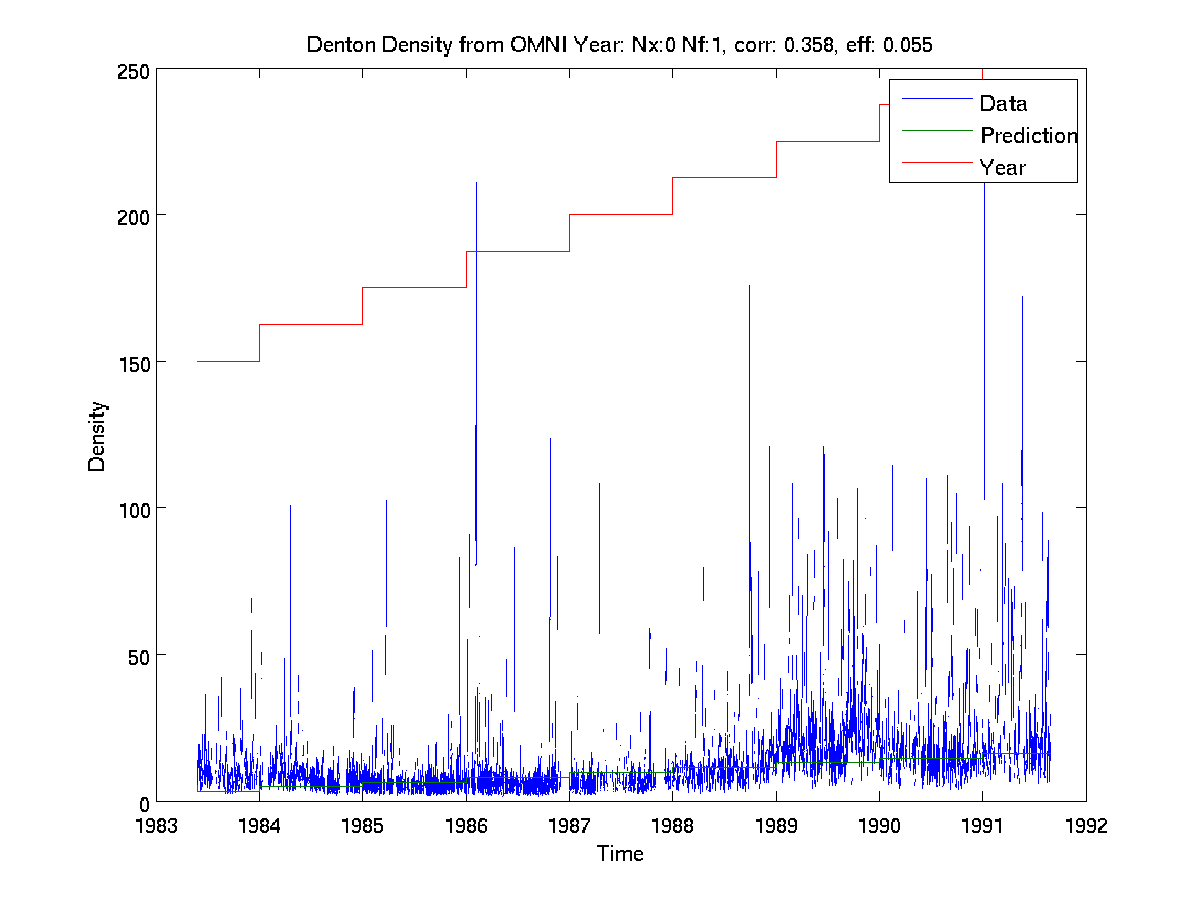 Denton Density from OMNI Year: Nx:0 Nf:1, corr: 0.358, eff: 0.055
250
200
150
100
50
0
Density
Data
Prediction
Year
1983 1984 1985 1986 1987 1988 1989 1990 1991 1992
Time